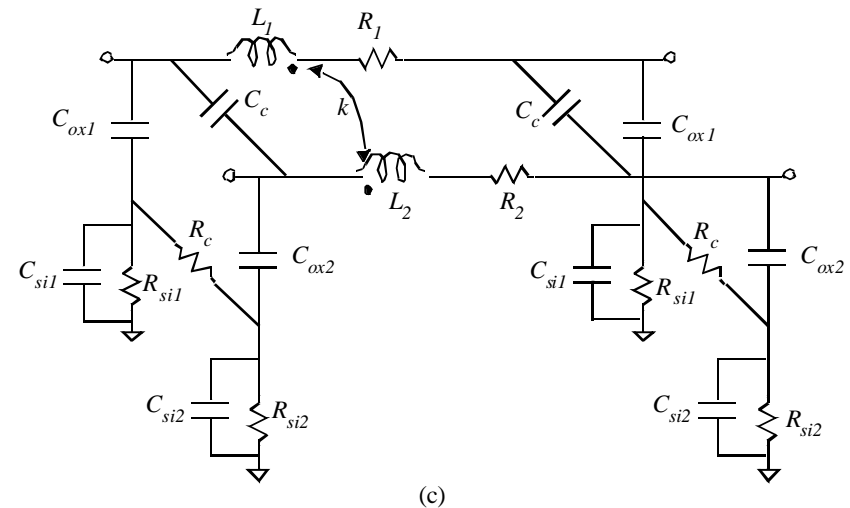 L1 R1
Cc k Cc
Cox1 Cox1
L2 R2
Rc Cox2 Rc Cox2
Csi1 Rsi1 Csi1 Rsi1
Csi2 Rsi2 Csi2 Rsi2
(c)